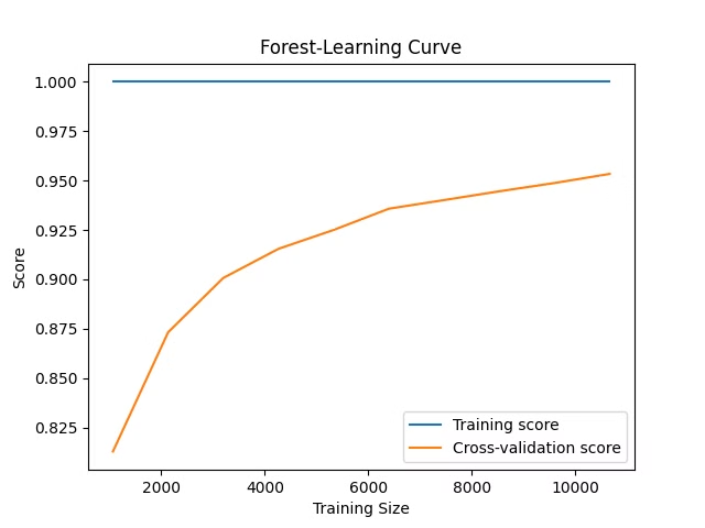 Forest-Learning Curve
1.000
0.975
0.950
0.925
0.900
0.875
0.850
0.825
Score
Training score
Cross-validation score
2000 4000 6000 8000 10000
Training Size